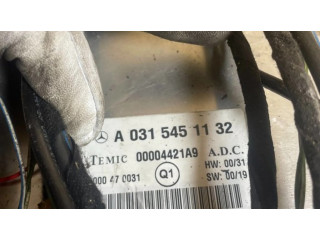 A 031 545 11 32
TEMIC 00004421A9 A.D.C.
000 47 0031 Q1 HW: 00/31
SW: 00/19